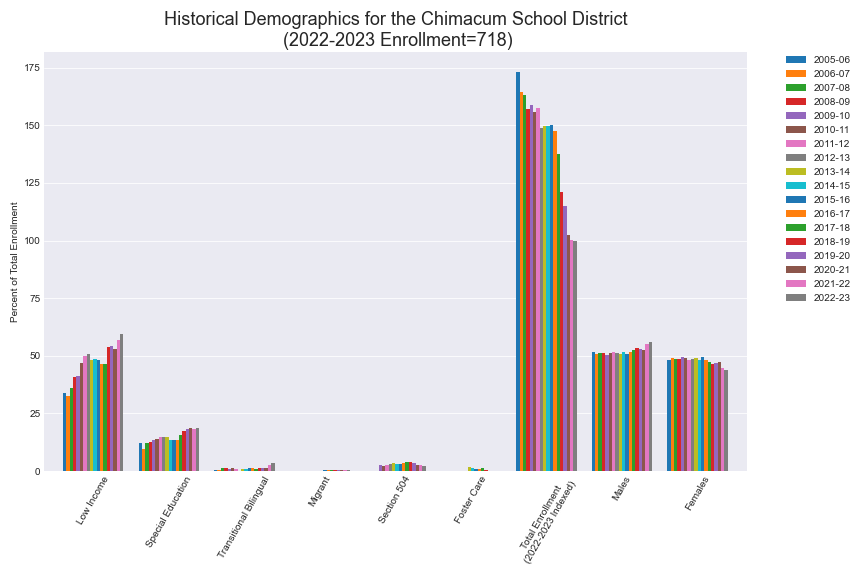 Historical Demographics for the Chimacum School District
(2022-2023 Enrollment=718)
Percent of Total Enrollment
175
150
125
100
75
50
25
0
Low Income
Special Education
Transitional Bilingual
Migrant
Section 504
Foster Care
Total Enrollment
(2022-2023 Indexed)
Males
Females
2005-06
2006-07
2007-08
2008-09
2009-10
2010-11
2011-12
2012-13
2013-14
2014-15
2015-16
2016-17
2017-18
2018-19
2019-20
2020-21
2021-22
2022-23